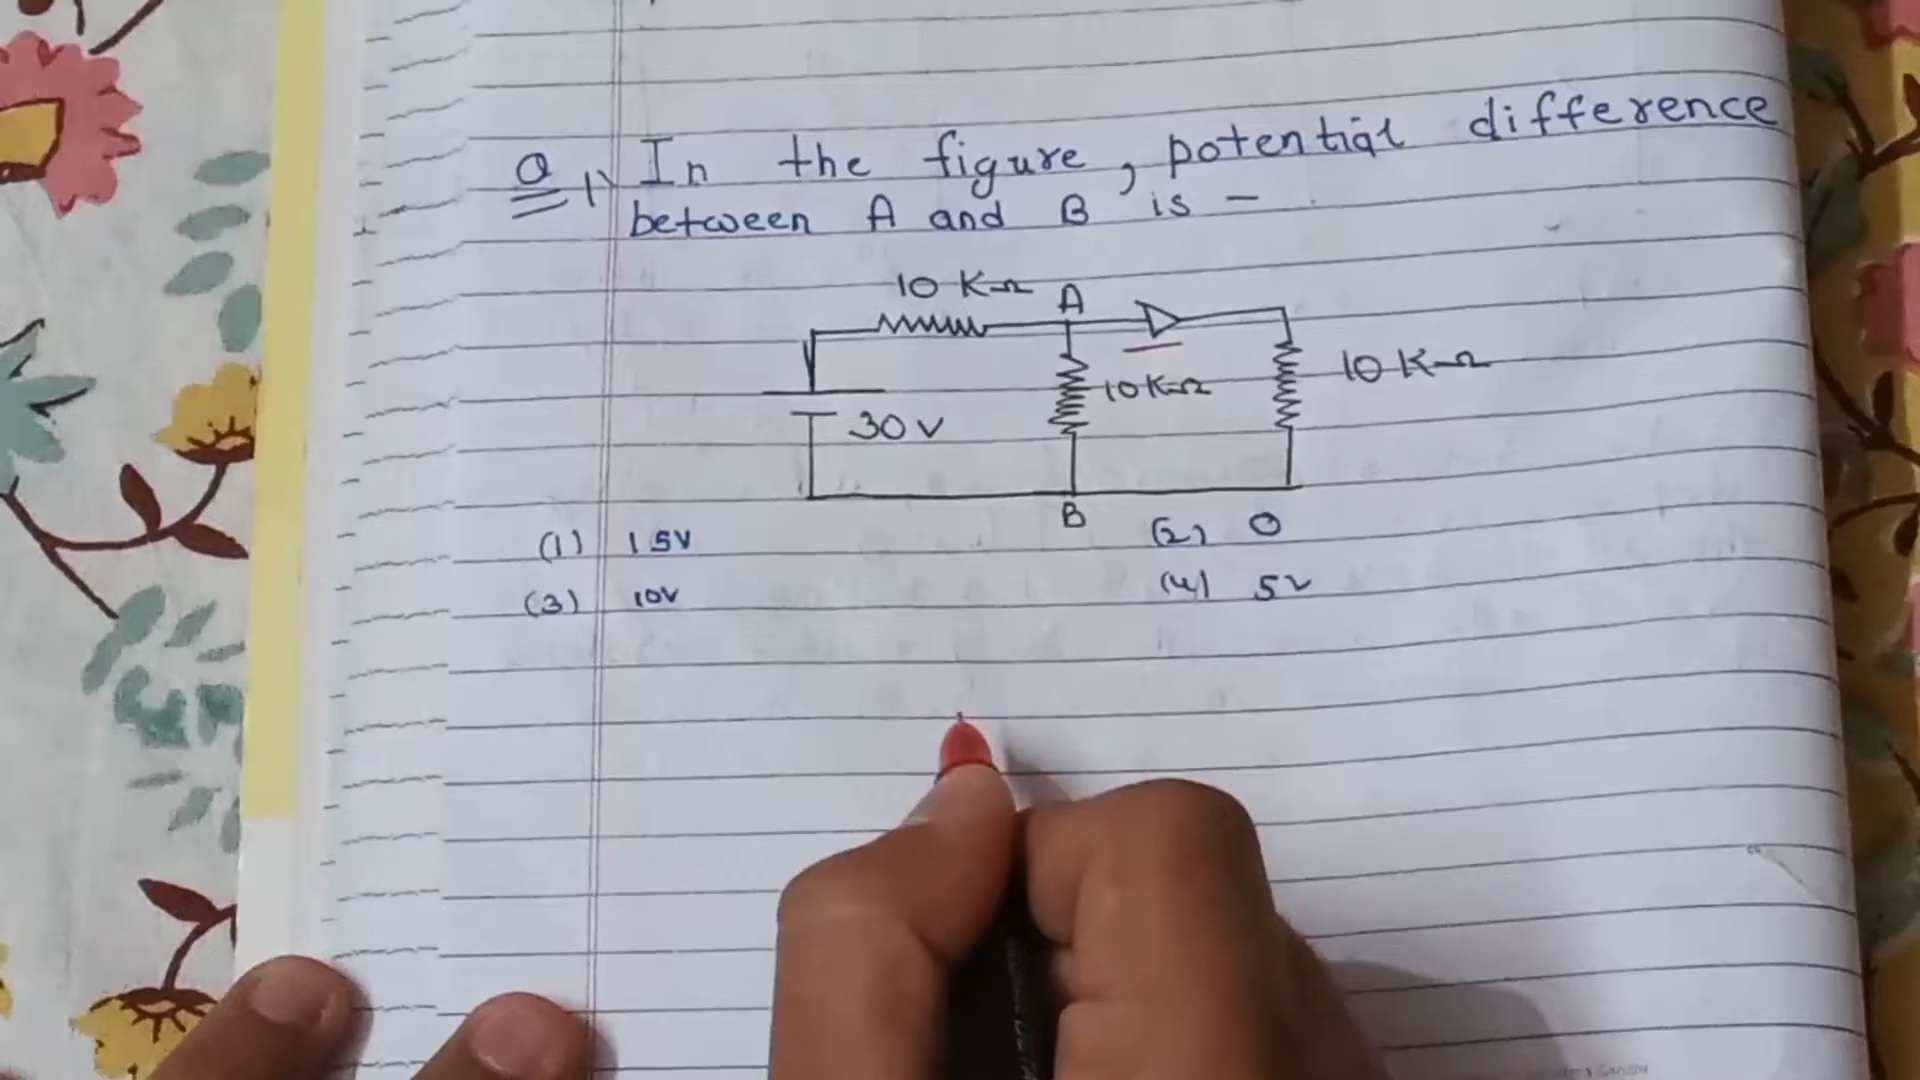 Q 1) In the figure, potential difference
between A and B is -
10 KΩ A
10 KΩ
10 KΩ
30 V
B
(1) 15V (2) 0
(3) 10V (4) 5V